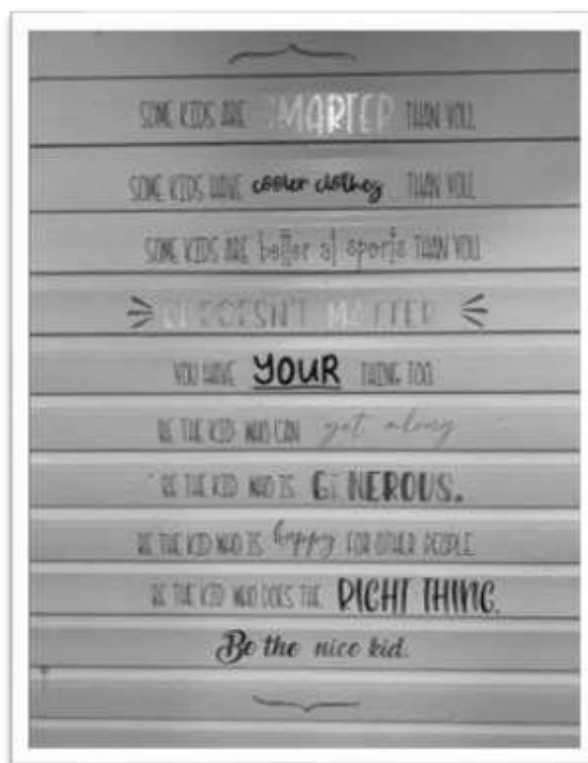 SOME KIDS ARE SMARTER THAN YOU.
SOME KIDS HAVE cooler clothes THAN YOU.
SOME KIDS ARE better at sports THAN YOU
IT DOESN'T MATTER
YOU HAVE YOUR THING TOO.
BE THE KID WHO CAN get along
BE THE KID WHO IS GENEROUS.
BE THE KID WHO IS happy FOR OTHER PEOPLE
BE THE KID WHO DOES THE RIGHT THING.
Be the nice kid.